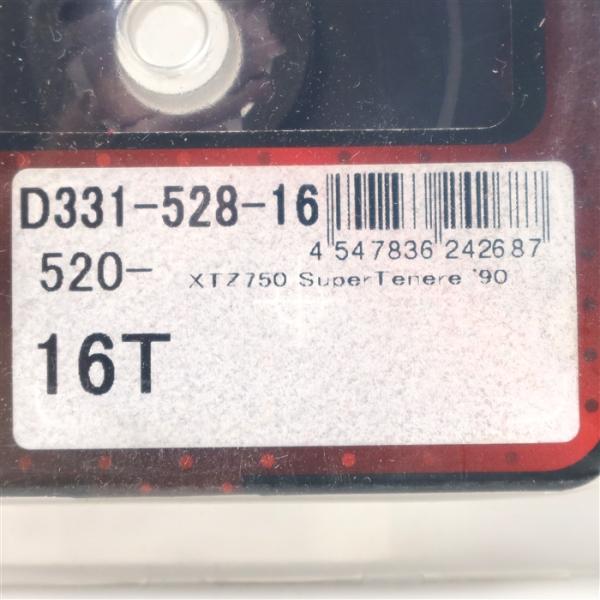 D331-528-16
4 547836 242687
520- XTZ750 SuperTenere '90
16T